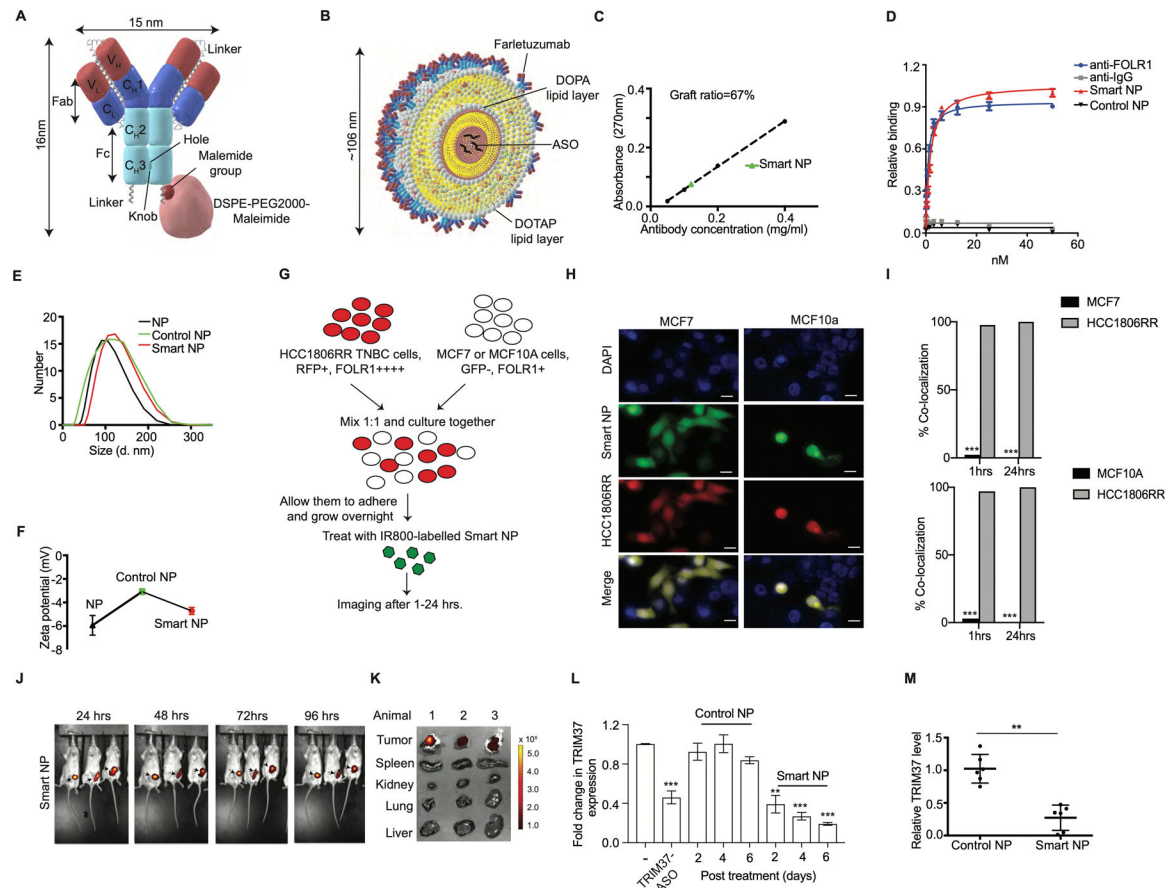 A
15 nm
16nm
Fab
Fc
Linker
V_H
V_L
C_H1
C_L
C_H2
C_H3
Hole
Malemide
group
Linker
Knob
DSPE-PEG2000-
Maleimide
B
~106 nm
Farletuzumab
DOPA
lipid layer
ASO
DOTAP
lipid layer
C
Graft ratio=67%
Smart NP
Absorbance (270nm)
0.4
0.3
0.2
0.1
0.0
0.0
0.2
0.4
Antibody concentration (mg/ml)
D
anti-FOLR1
anti-IgG
Smart NP
Control NP
Relative binding
1.2
0.9
0.6
0.3
0.0
0
20
40
60
nM
E
NP
Control NP
Smart NP
Number
20
15
10
5
0
0
100
200
300
Size (d. nm)
F
Zeta potential (mV)
0
-2
-4
-6
-8
NP
Control NP
Smart NP
G
HCC1806RR TNBC cells,
RFP+, FOLR1++++
MCF7 or MCF10A cells,
GFP-, FOLR1+
Mix 1:1 and culture together
Allow them to adhere
and grow overnight
Treat with IR800-labelled Smart NP
Imaging after 1-24 hrs.
H
MCF7
MCF10a
DAPI
Smart NP
HCC1806RR
Merge
I
MCF7
HCC1806RR
% Co-localization
100
50
0
***
***
1hrs
24hrs
MCF10A
HCC1806RR
% Co-localization
100
50
0
***
***
1hrs
24hrs
J
24 hrs
48 hrs
72hrs
96 hrs
Smart NP
K
Animal
1
2
3
Tumor
Spleen
Kidney
Lung
Liver
x 10⁸
5.0
4.0
3.0
2.0
1.0
L
Fold change in TRIM37
expression
1.2
0.8
0.4
0.0
Control NP
Smart NP
***
**
***
***
-
TRIM37-
ASO
2
4
6
2
4
6
Post treatment (days)
M
**
Relative TRIM37 level
1.5
1.0
0.5
0.0
Control NP
Smart NP